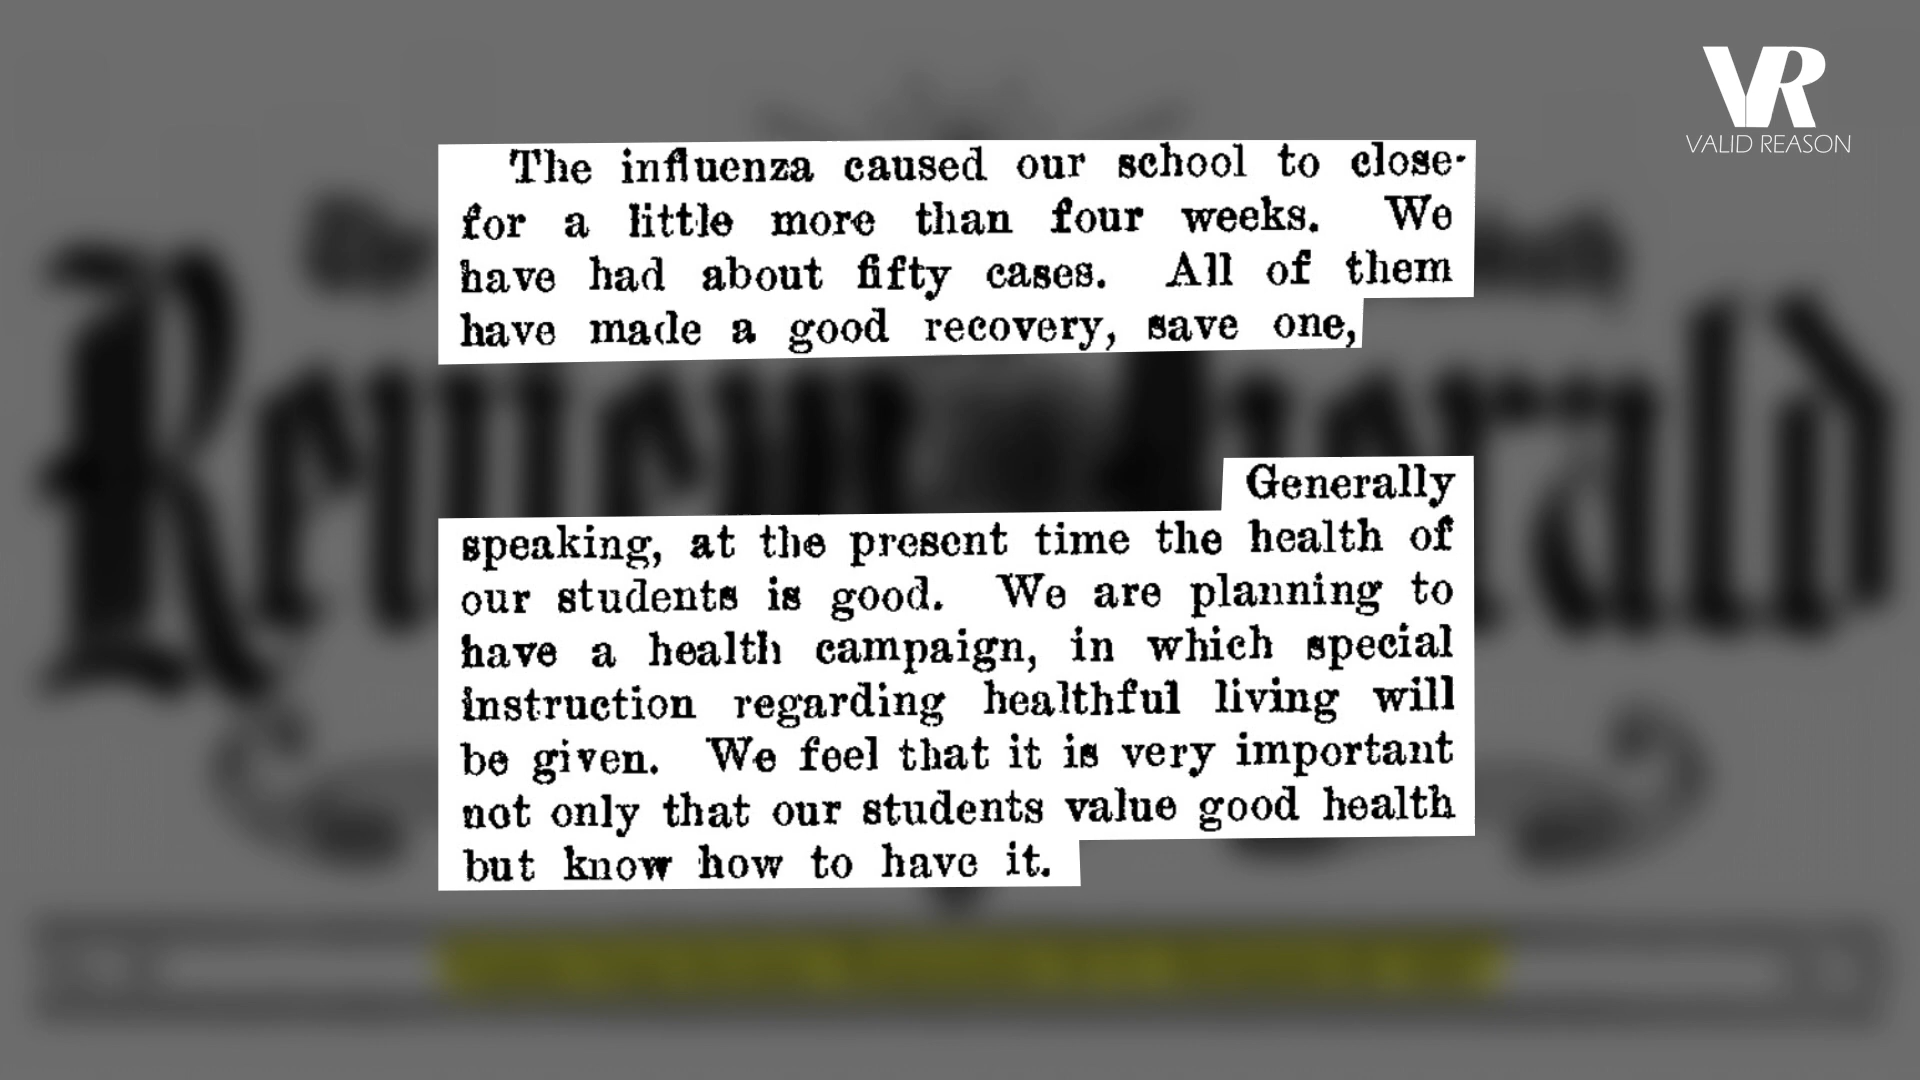 VR
VALID REASON
The influenza caused our school to close
for a little more than four weeks. We
have had about fifty cases. All of them
have made a good recovery, save one,
Generally
speaking, at the present time the health of
our students is good. We are planning to
have a health campaign, in which special
instruction regarding healthful living will
be given. We feel that it is very important
not only that our students value good health
but know how to have it.
Review Herald